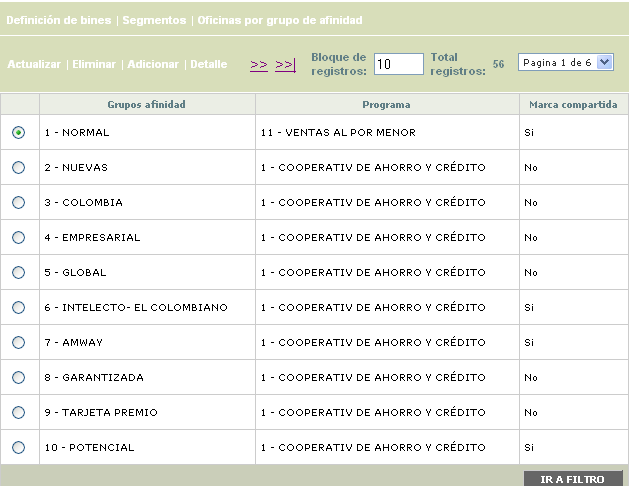 Definición de bines | Segmentos | Oficinas por grupo de afinidad
Actualizar | Eliminar | Adicionar | Detalle >> >>| Bloque de registros: 10 Total registros: 56 Pagina 1 de 6
Grupos afinidad Programa Marca compartida
1 - NORMAL 11 - VENTAS AL POR MENOR Si
2 - NUEVAS 1 - COOPERATIV DE AHORRO Y CRÉDITO No
3 - COLOMBIA 1 - COOPERATIV DE AHORRO Y CRÉDITO No
4 - EMPRESARIAL 1 - COOPERATIV DE AHORRO Y CRÉDITO No
5 - GLOBAL 1 - COOPERATIV DE AHORRO Y CRÉDITO No
6 - INTELECTO- EL COLOMBIANO 1 - COOPERATIV DE AHORRO Y CRÉDITO Si
7 - AMWAY 1 - COOPERATIV DE AHORRO Y CRÉDITO Si
8 - GARANTIZADA 1 - COOPERATIV DE AHORRO Y CRÉDITO No
9 - TARJETA PREMIO 1 - COOPERATIV DE AHORRO Y CRÉDITO No
10 - POTENCIAL 1 - COOPERATIV DE AHORRO Y CRÉDITO Si
IR A FILTRO